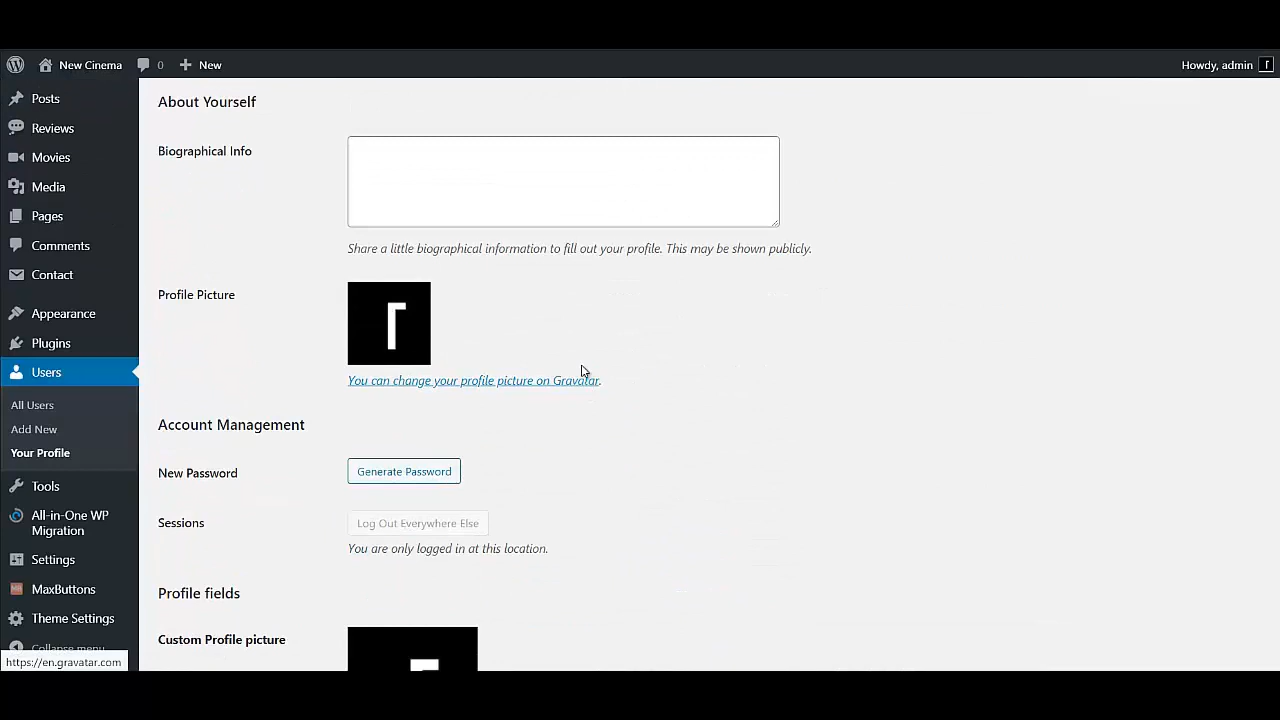 New Cinema 0 New Howdy, admin
Posts
Reviews
Movies
Media
Pages
Comments
Contact
Appearance
Plugins
Users
All Users
Add New
Your Profile
Tools
All-in-One WP
Migration
Settings
MaxButtons
Theme Settings
Collapse menu
https://en.gravatar.com
About Yourself
Biographical Info
Share a little biographical information to fill out your profile. This may be shown publicly.
Profile Picture
You can change your profile picture on Gravatar.
Account Management
New Password Generate Password
Sessions Log Out Everywhere Else
You are only logged in at this location.
Profile fields
Custom Profile picture